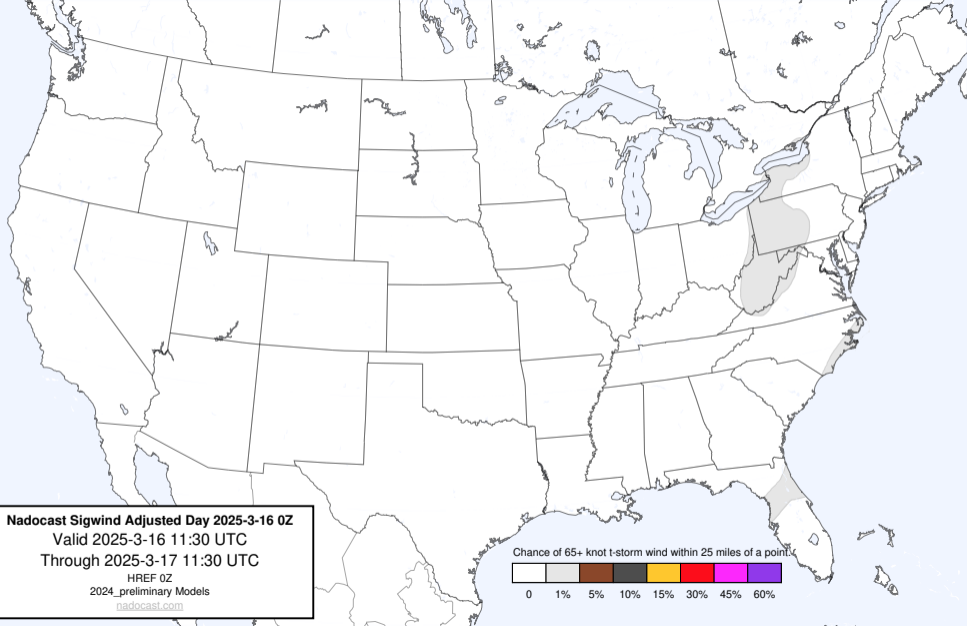 Nadocast Sigwind Adjusted Day 2025-3-16 0Z
Valid 2025-3-16 11:30 UTC
Through 2025-3-17 11:30 UTC
HREF 0Z
2024_preliminary Models
nadocast.com
Chance of 65+ knot t-storm wind within 25 miles of a point.
0 1% 5% 10% 15% 30% 45% 60%